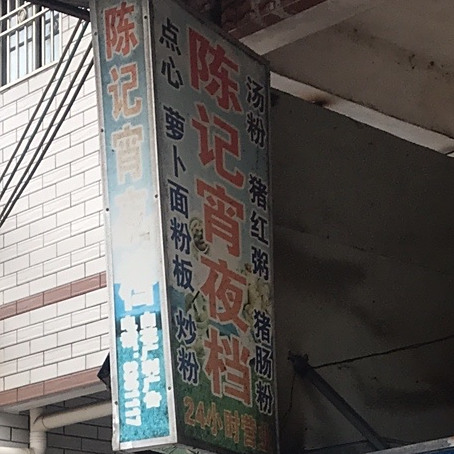 陈记宵
点心 萝卜面粉板 炒粉
陈记宵夜档
汤粉 猪红粥 猪肠粉
24小时营